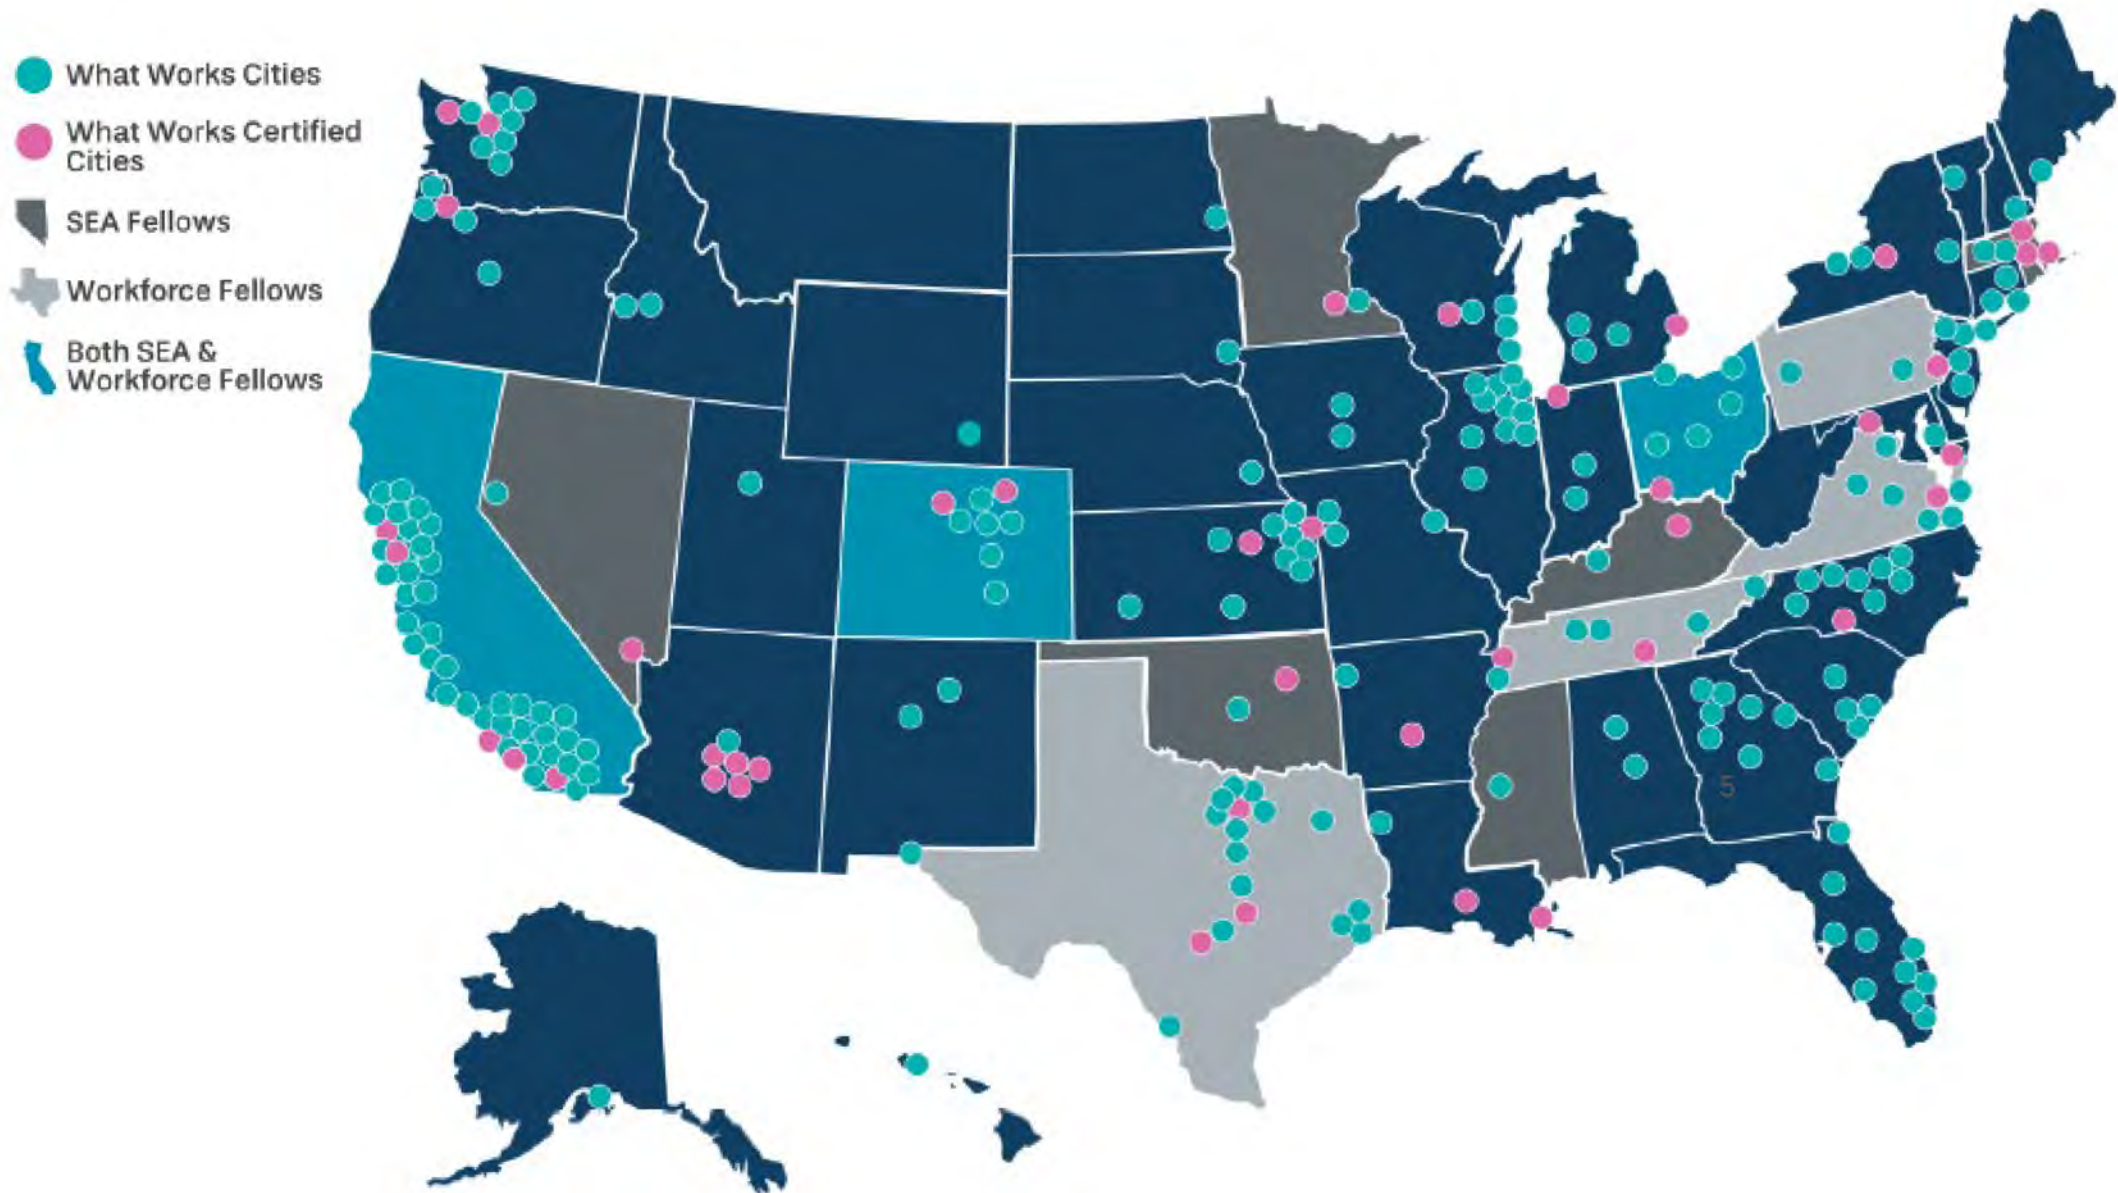 What Works Cities
What Works Certified
Cities
SEA Fellows
Workforce Fellows
Both SEA &
Workforce Fellows
5